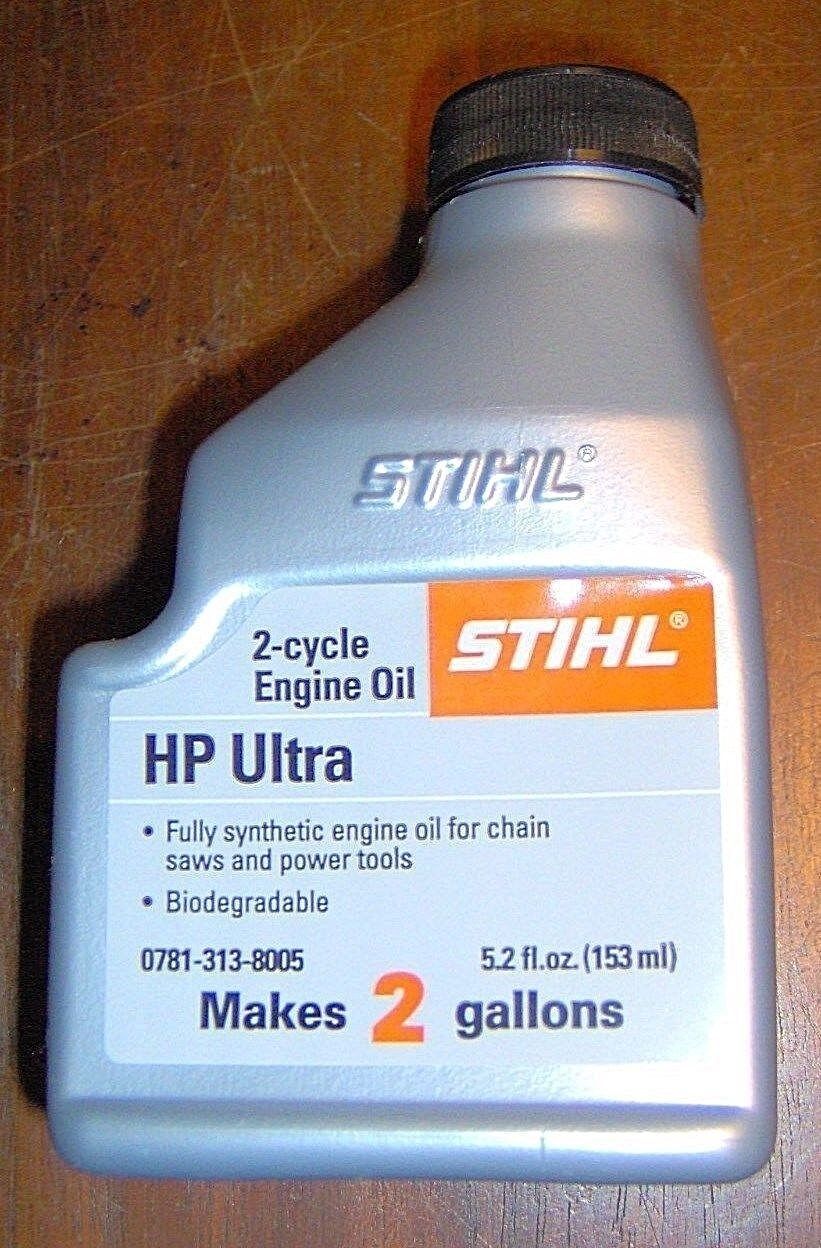 STIHL®
2-cycle
Engine Oil
STIHL®
HP Ultra
• Fully synthetic engine oil for chain
saws and power tools
• Biodegradable
0781-313-8005 5.2 fl.oz. (153 ml)
Makes 2 gallons